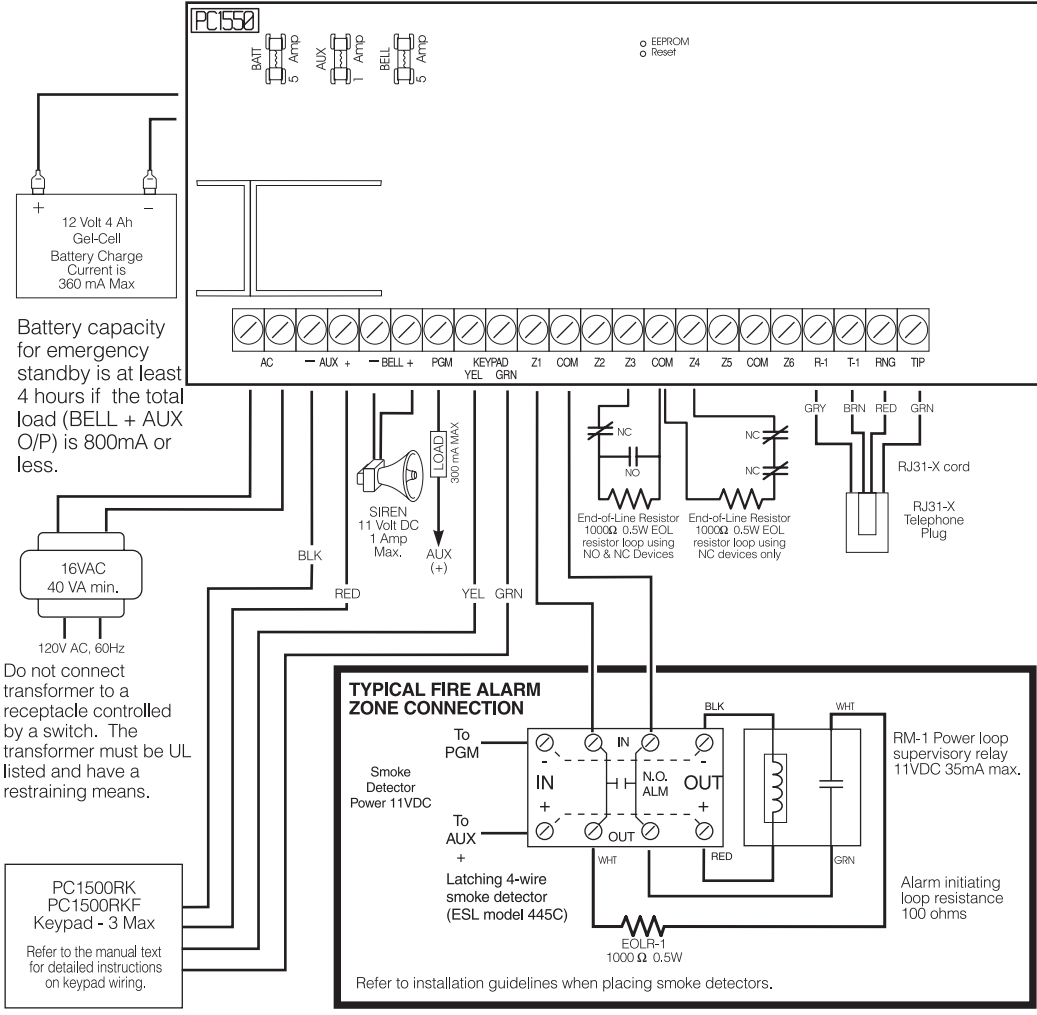 PC1550
BATT
5 Amp
AUX
1 Amp
BELL
5 Amp
EEPROM
Reset
+ −
12 Volt 4 Ah
Gel-Cell
Battery Charge
Current is
360 mA Max
Battery capacity
for emergency
standby is at least
4 hours if the total
load (BELL + AUX
O/P) is 800mA or
less.
AC − AUX + − BELL + PGM KEYPAD Z1 COM Z2 Z3 COM Z4 Z5 COM Z6 R-1 T-1 RNG TIP
YEL GRN
GRY BRN RED GRN
RJ31-X cord
RJ31-X
Telephone
Plug
NC
NO
NC
NC
End-of-Line Resistor
1000Ω 0.5W EOL
resistor loop using
NO & NC Devices
End-of-Line Resistor
1000Ω 0.5W EOL
resistor loop using
NC devices only
LOAD
300 mA MAX
AUX
(+)
SIREN
11 Volt DC
1 Amp
Max.
BLK
RED
YEL GRN
16VAC
40 VA min.
120V AC, 60Hz
Do not connect
transformer to a
receptacle controlled
by a switch. The
transformer must be UL
listed and have a
restraining means.
PC1500RK
PC1500RKF
Keypad - 3 Max
Refer to the manual text
for detailed instructions
on keypad wiring.
TYPICAL FIRE ALARM
ZONE CONNECTION
To
PGM
Smoke
Detector
Power 11VDC
To
AUX
+
Latching 4-wire
smoke detector
(ESL model 445C)
IN
- -
IN
+
N.O.
ALM
OUT
+
OUT
BLK
WHT
WHT
RED
GRN
RM-1 Power loop
supervisory relay
11VDC 35mA max.
Alarm initiating
loop resistance
100 ohms
EOLR-1
1000 Ω 0.5W
Refer to installation guidelines when placing smoke detectors.